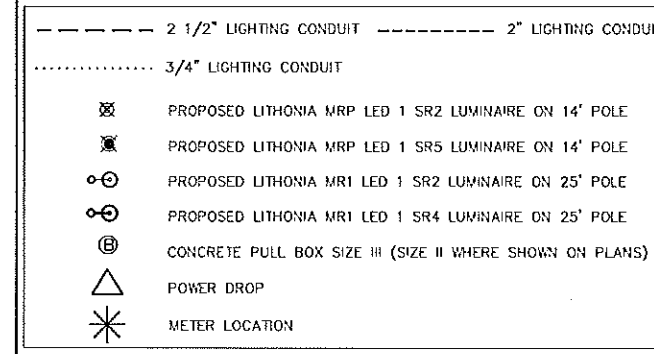 2 1/2" LIGHTING CONDUIT 2" LIGHTING
3/4" LIGHTING CONDUIT
PROPOSED LITHONIA MRP LED 1 SR2 LUMINAIRE ON 14' POLE
PROPOSED LITHONIA MRP LED 1 SR5 LUMINAIRE ON 14' POLE
PROPOSED LITHONIA MR1 LED 1 SR2 LUMINAIRE ON 25' POLE
PROPOSED LITHONIA MR1 LED 1 SR4 LUMINAIRE ON 25' POLE
B CONCRETE PULL BOX SIZE III (SIZE II WHERE SHOWN ON PLANS)
POWER DROP
METER LOCATION